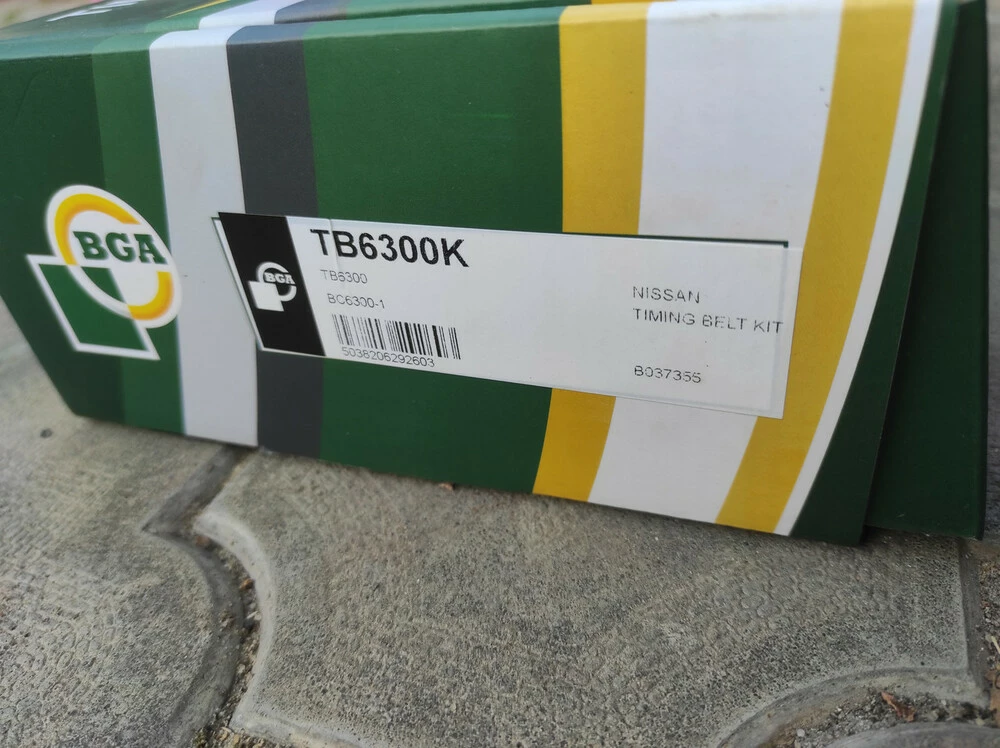 BGA
BGA
TB6300K
TB6300
BC6300-1
5038206292603
NISSAN
TIMING BELT KIT
B037355